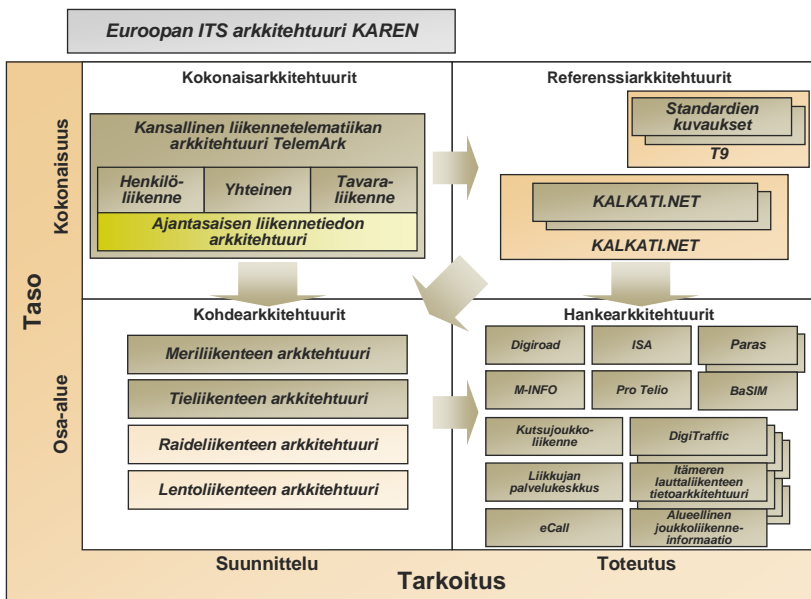 Euroopan ITS arkkitehtuuri KAREN
Taso
Kokonaisuus
Osa-alue
Kokonaisarkkitehtuurit
Kansallinen liikennetelematiikan
arkkitehtuuri TelemArk
Henkilö-
liikenne
Yhteinen
Tavara-
liikenne
Ajantasaisen liikennetiedon
arkkitehtuuri
Referenssiarkkitehtuurit
Standardien
kuvaukset
T9
KALKATI.NET
KALKATI.NET
Kohdearkkitehtuurit
Meriliikenteen arkktehtuuri
Tieliikenteen arkkitehtuuri
Raideliikenteen arkkitehtuuri
Lentoliikenteen arkkitehtuuri
Hankearkkitehtuurit
Digiroad
ISA
Paras
M-INFO
Pro Telio
BaSIM
Kutsujoukko-
liikenne
DigiTraffic
Liikkujan
palvelukeskkus
Itämeren
lauttaliikenteen
tietoarkkitehtuuri
eCall
Alueellinen
joukkoliikenne-
informaatio
Suunnittelu
Toteutus
Tarkoitus